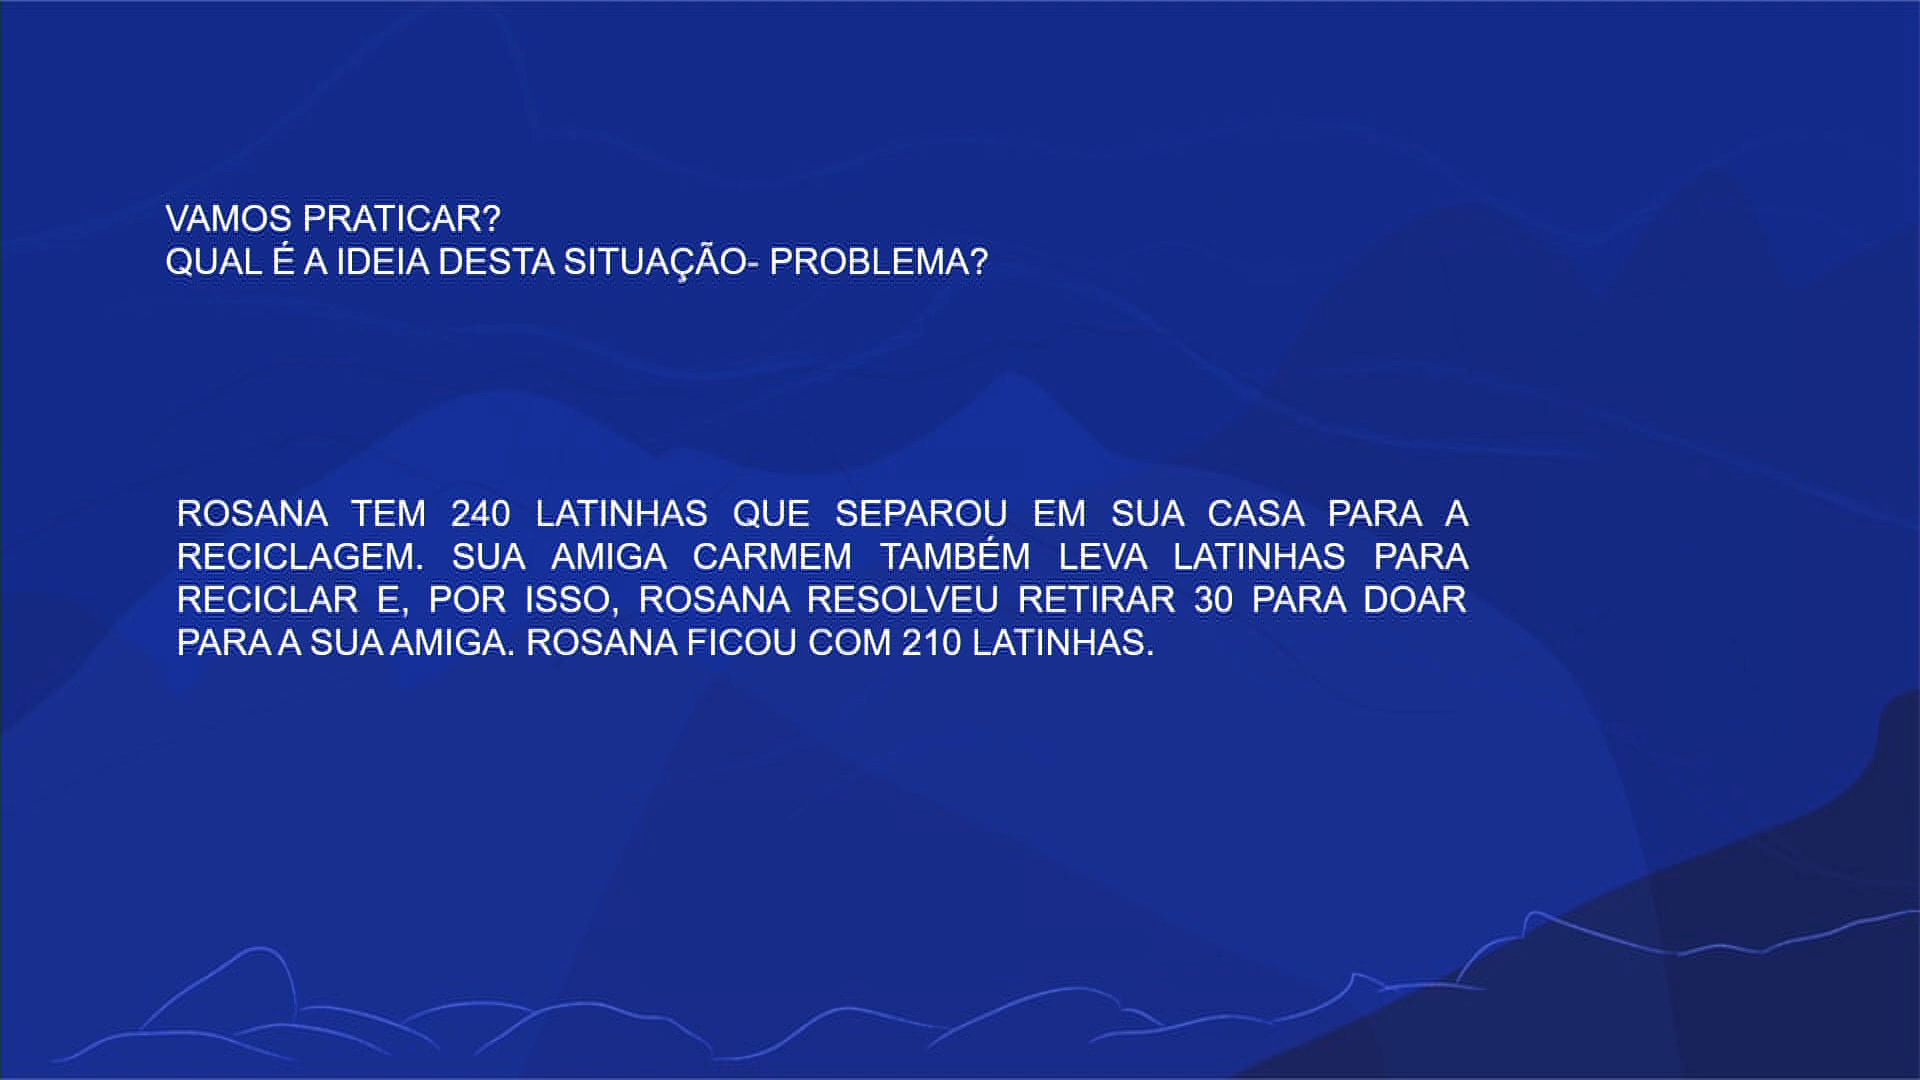 VAMOS PRATICAR?
QUAL É A IDEIA DESTA SITUAÇÃO- PROBLEMA?
ROSANA TEM 240 LATINHAS QUE SEPAROU EM SUA CASA PARA A
RECICLAGEM. SUA AMIGA CARMEM TAMBÉM LEVA LATINHAS PARA
RECICLAR E, POR ISSO, ROSANA RESOLVEU RETIRAR 30 PARA DOAR
PARA A SUA AMIGA. ROSANA FICOU COM 210 LATINHAS.